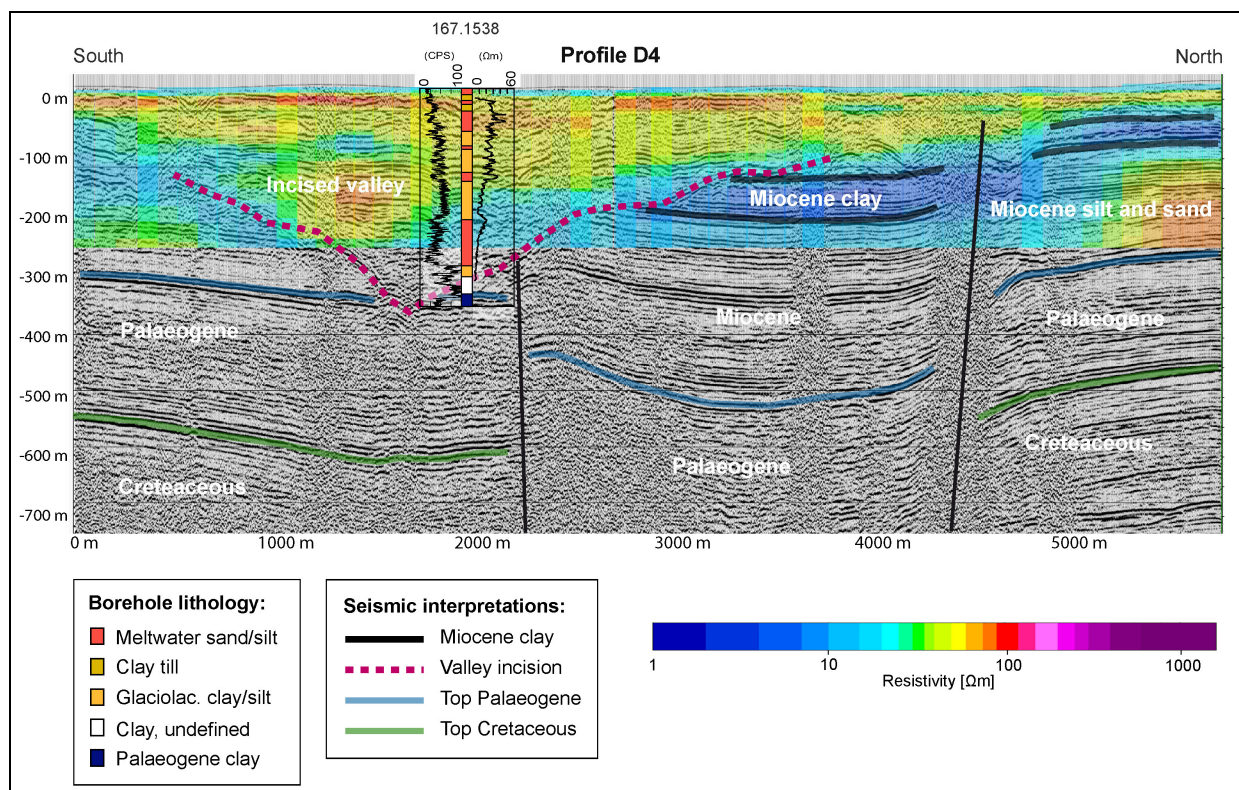 167.1538
South
(CPS)
(Ωm)
Profile D4
North
0
100
0
60
0 m
-100 m
-200 m
-300 m
-400 m
-500 m
-600 m
-700 m
Incised valley
Miocene clay
Miocene silt and sand
Palaeogene
Miocene
Palaeogene
Creteaceous
Palaeogene
Creteaceous
0 m
1000 m
2000 m
3000 m
4000 m
5000 m
Borehole lithology:
Meltwater sand/silt
Clay till
Glaciolac. clay/silt
Clay, undefined
Palaeogene clay
Seismic interpretations:
Miocene clay
Valley incision
Top Palaeogene
Top Cretaceous
1
10
100
1000
Resistivity [Ωm]